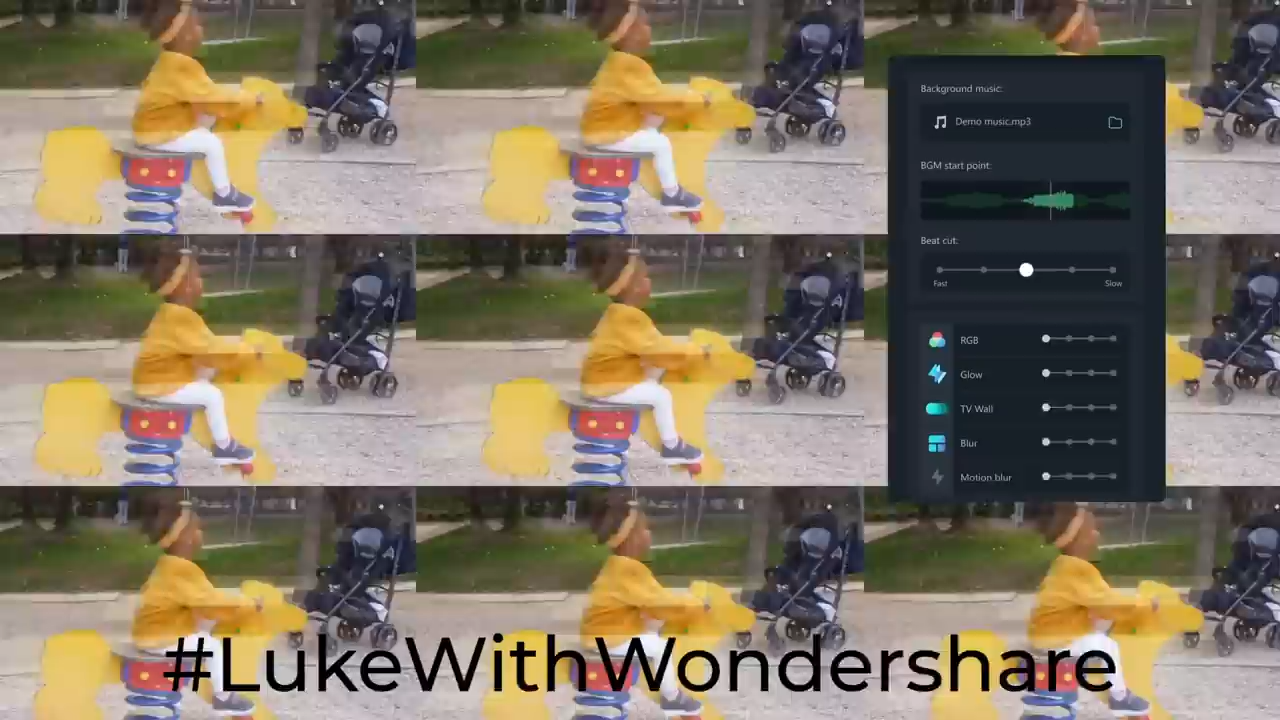 Background music:
Demo music.mp3
BGM start point:
Beat cut:
Fast Slow
RGB
Glow
TV Wall
Blur
Motion blur
#LukeWithWondershare